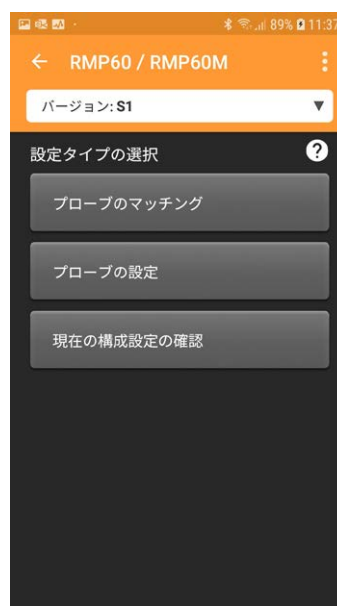 89% 11:37
← RMP60 / RMP60M
バージョン: S1 ▼
設定タイプの選択 ?
プローブのマッチング
プローブの設定
現在の構成設定の確認